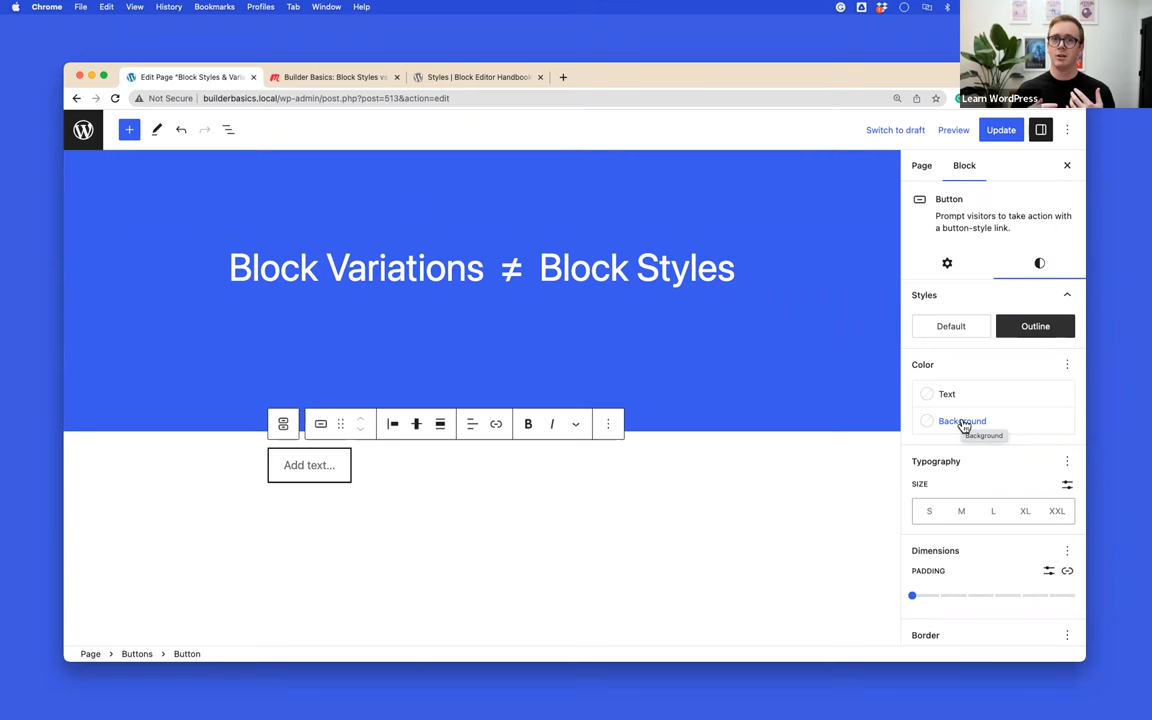 Chrome File Edit View History Bookmarks Profiles Tab Window Help
Edit Page "Block Styles & Varia
Builder Basics: Block Styles vs
Styles | Block Editor Handbook
Not Secure
builderbasics.local/wp-admin/post.php?post=513&action=edit
Learn WordPress
Switch to draft
Preview
Update
Page
Block
Button
Prompt visitors to take action with
a button-style link.
Styles
Default
Outline
Color
Text
Background
Background
Typography
SIZE
S M L XL XXL
Dimensions
PADDING
Border
Block Variations ≠ Block Styles
B I
Add text...
Page > Buttons > Button